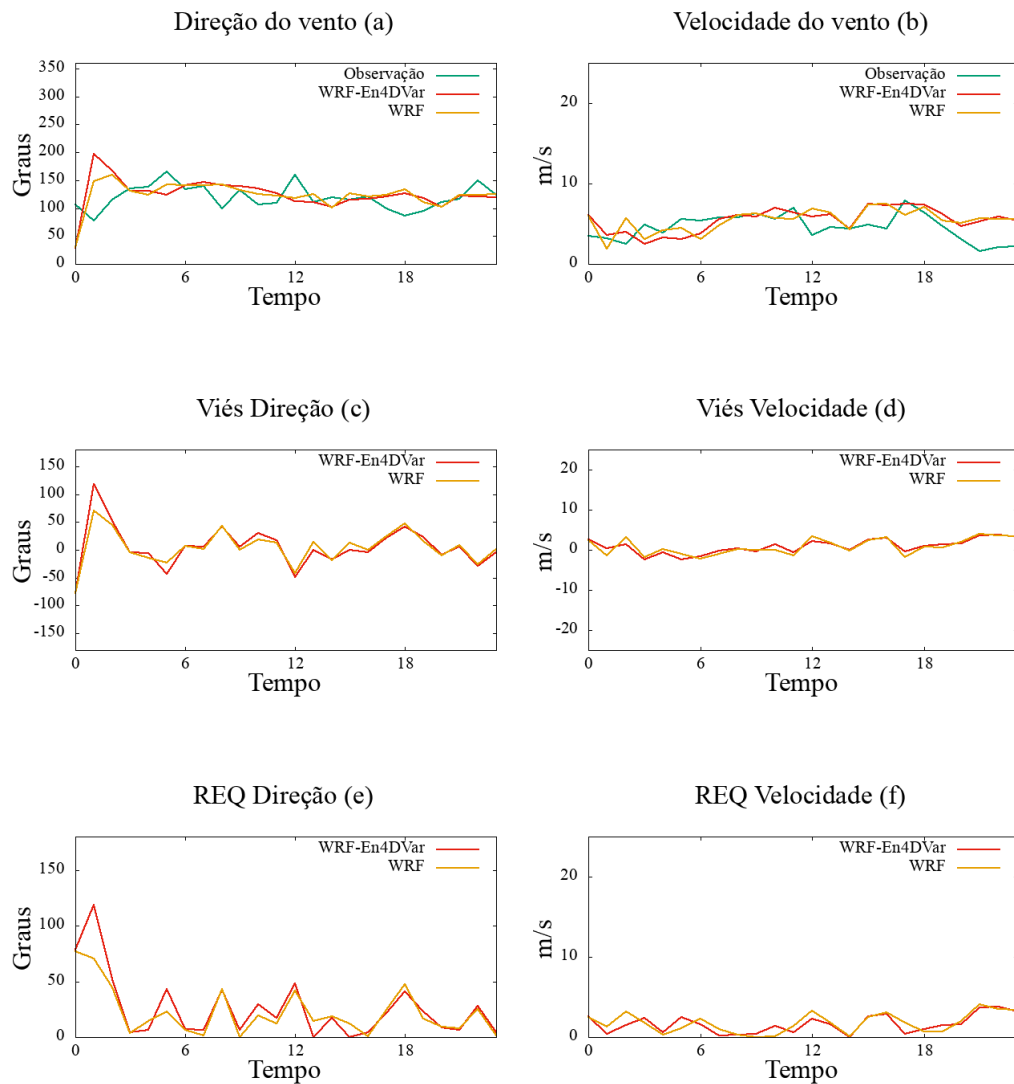 Direção do vento (a)
350
300
250
200
150
100
50
0
Graus
Observação
WRF-En4DVar
WRF
0 6 12 18
Tempo
Velocidade do vento (b)
20
10
0
m/s
Observação
WRF-En4DVar
WRF
0 6 12 18
Tempo
Viés Direção (c)
150
100
50
0
-50
-100
-150
Graus
WRF-En4DVar
WRF
0 6 12 18
Tempo
Viés Velocidade (d)
20
10
0
-10
-20
m/s
WRF-En4DVar
WRF
0 6 12 18
Tempo
REQ Direção (e)
150
100
50
0
Graus
WRF-En4DVar
WRF
0 6 12 18
Tempo
REQ Velocidade (f)
20
10
0
m/s
WRF-En4DVar
WRF
0 6 12 18
Tempo